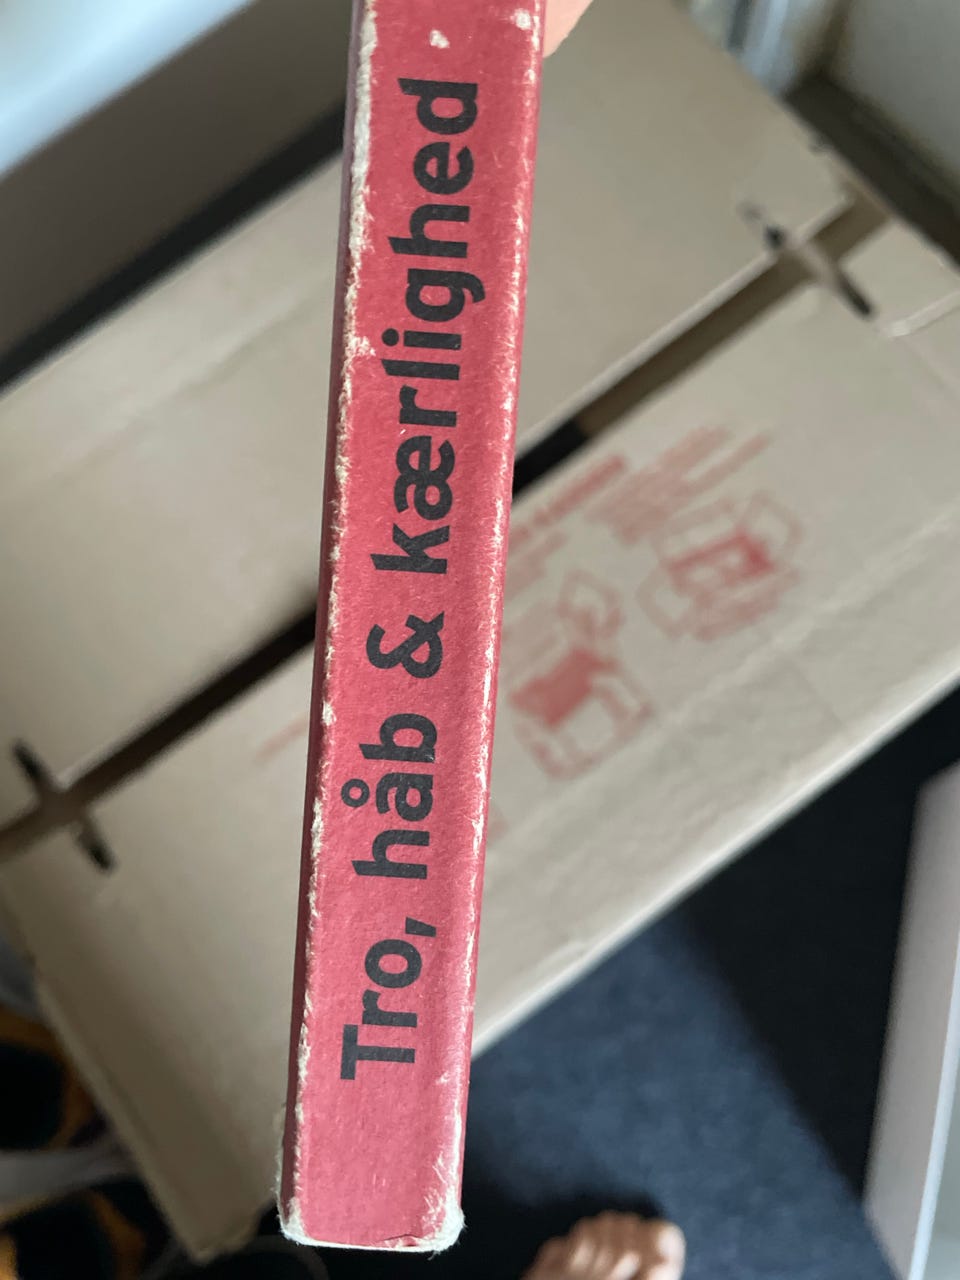 Tro, håb & kærlighed